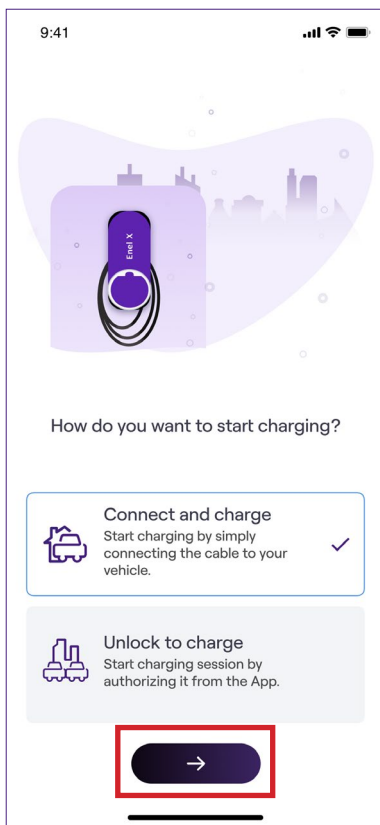 9:41
Enel X
How do you want to start charging?
Connect and charge
Start charging by simply
connecting the cable to your
vehicle.
Unlock to charge
Start charging session by
authorizing it from the App.